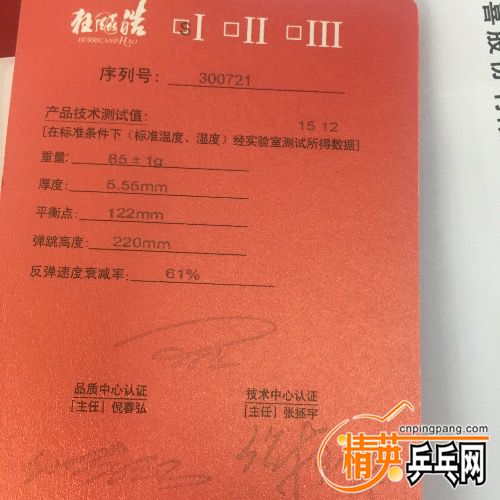 狂飚皓
HURRICANE HAO
S I □II □III
序列号: 300721
产品技术测试值: 15 12
[在标准条件下（标准温度、湿度）经实验室测试所得数据]
重量: 85±1g
厚度: 5.55mm
平衡点: 122mm
弹跳高度: 220mm
反弹速度衰减率: 61%
品质中心认证 技术中心认证
[主任] 倪春弘 [主任] 张拯宇
cnpingpang.com
精英乒乓网